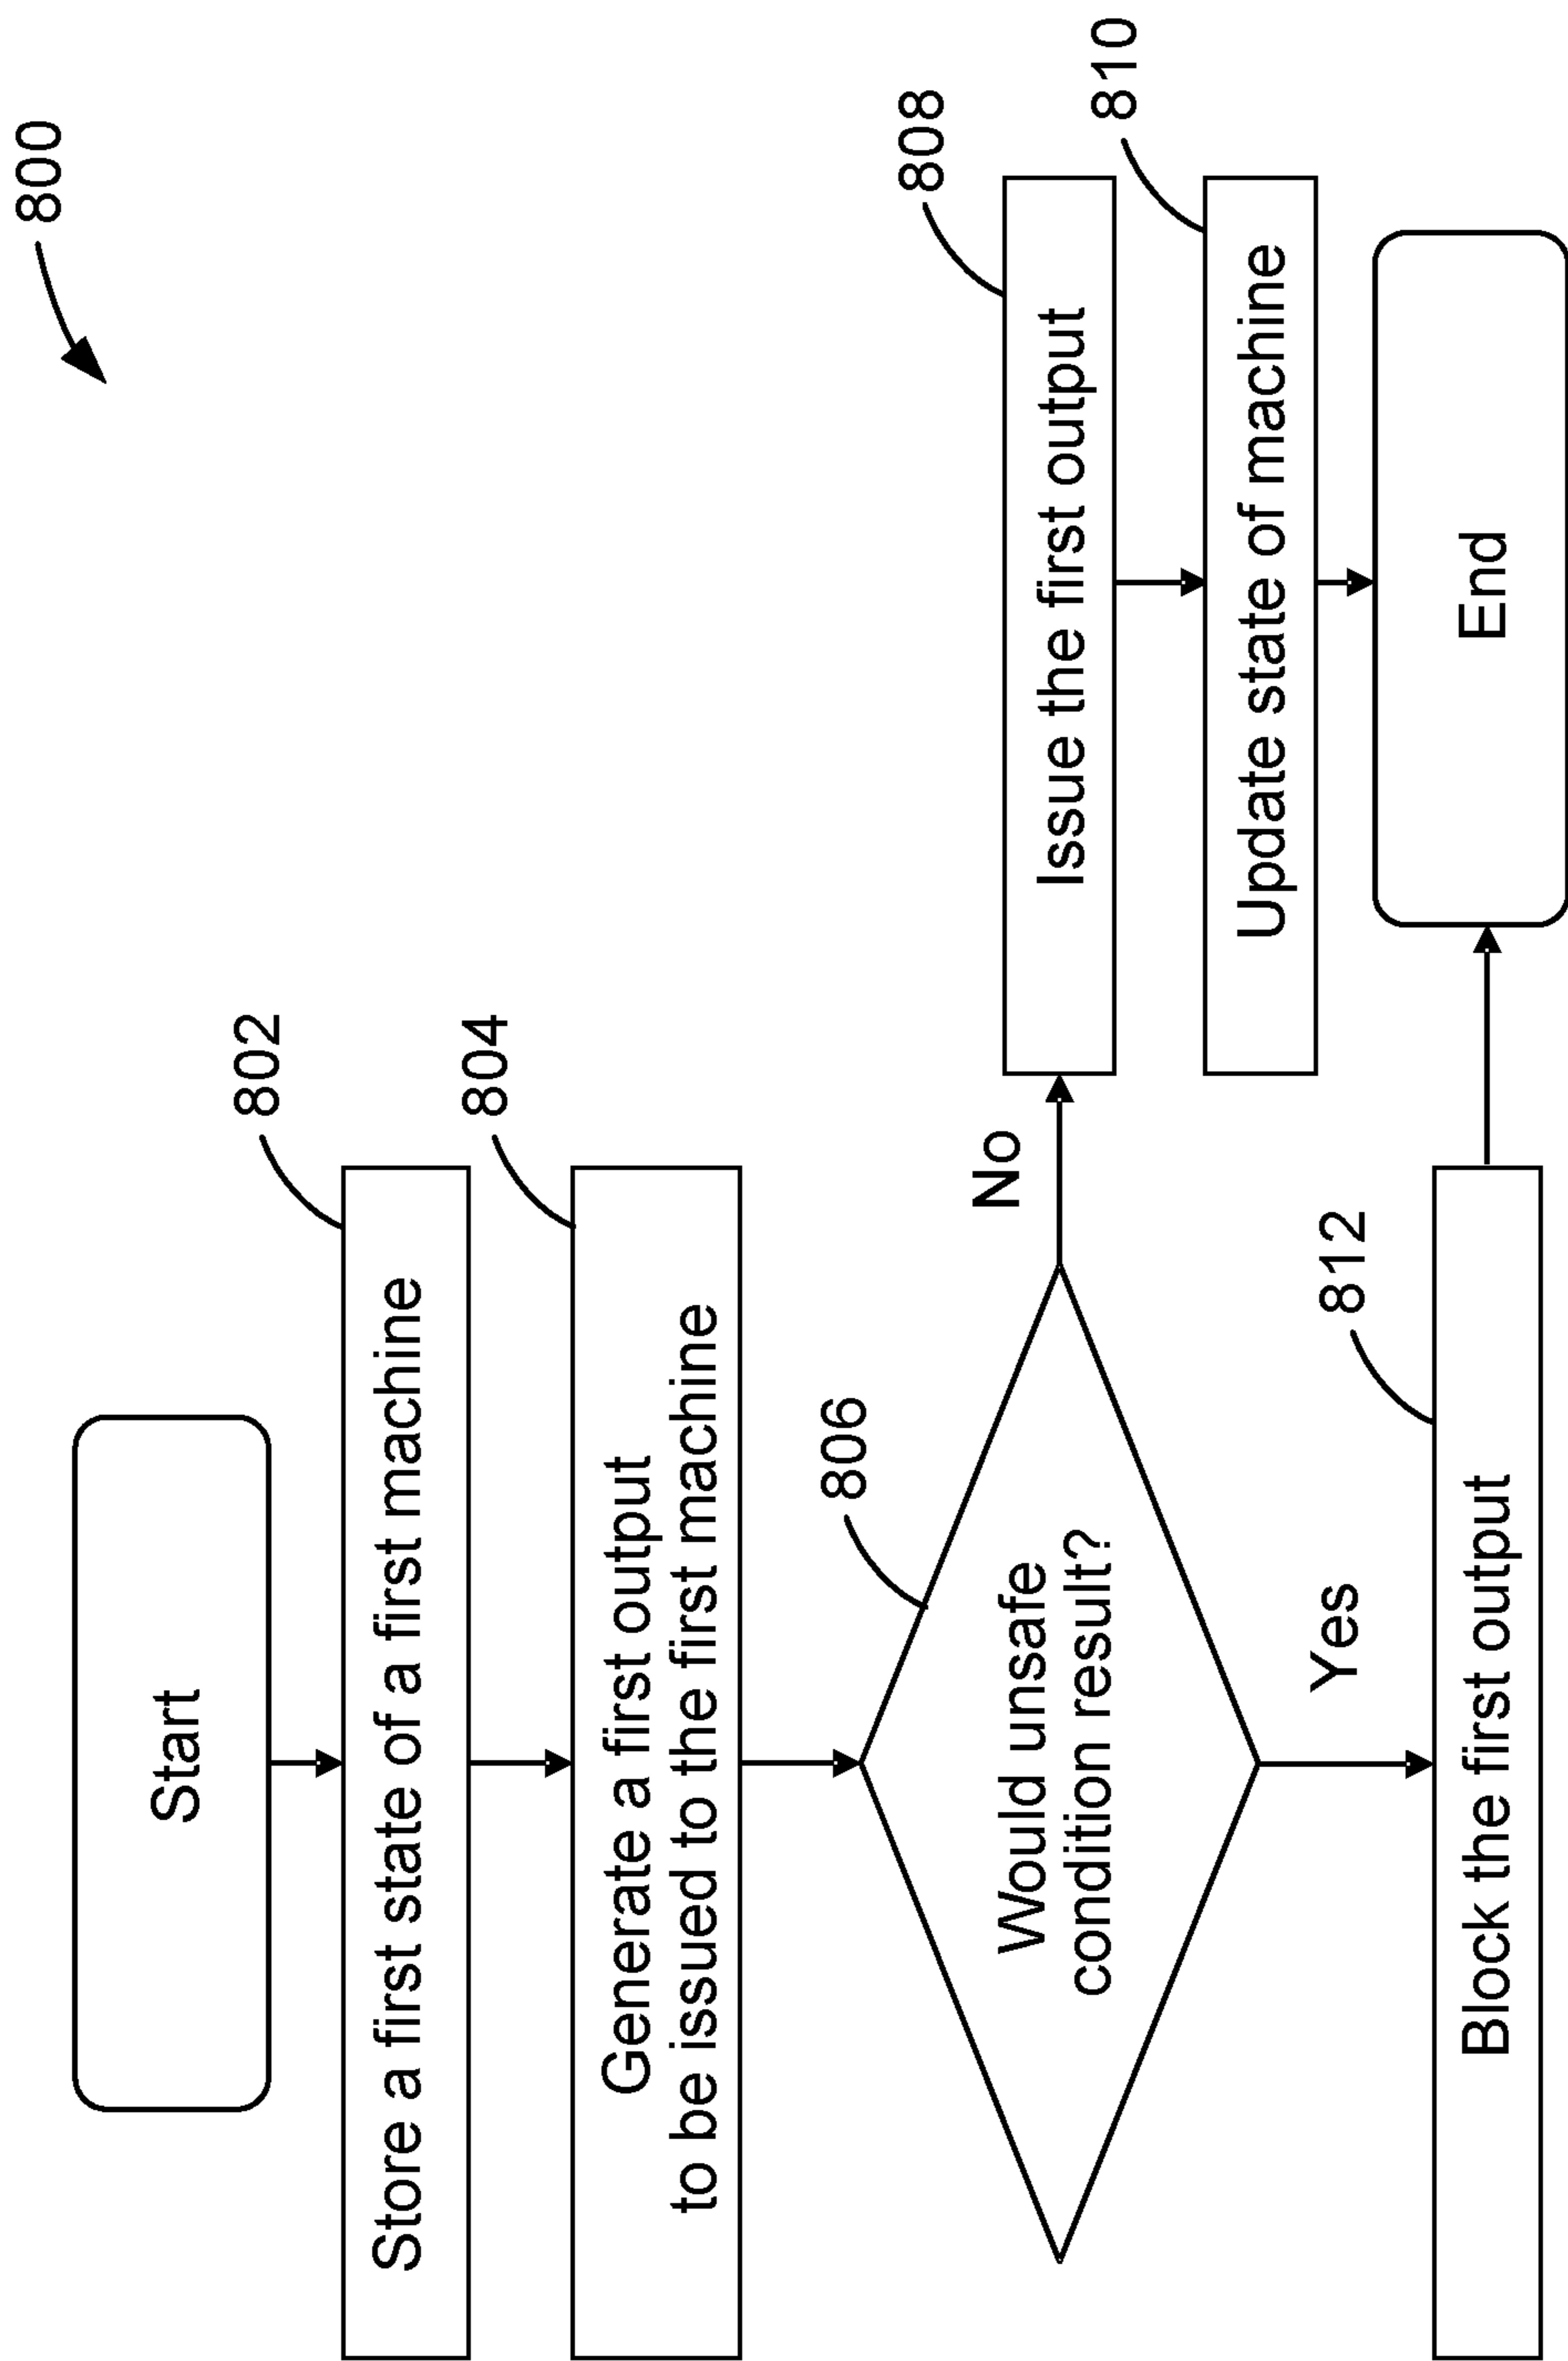 800
Start
802
Store a first state of a first machine
804
Generate a first output
to be issued to the first machine
806
Would unsafe
condition result?
No
808
Issue the first output
810
Update state of machine
Yes
812
Block the first output
End